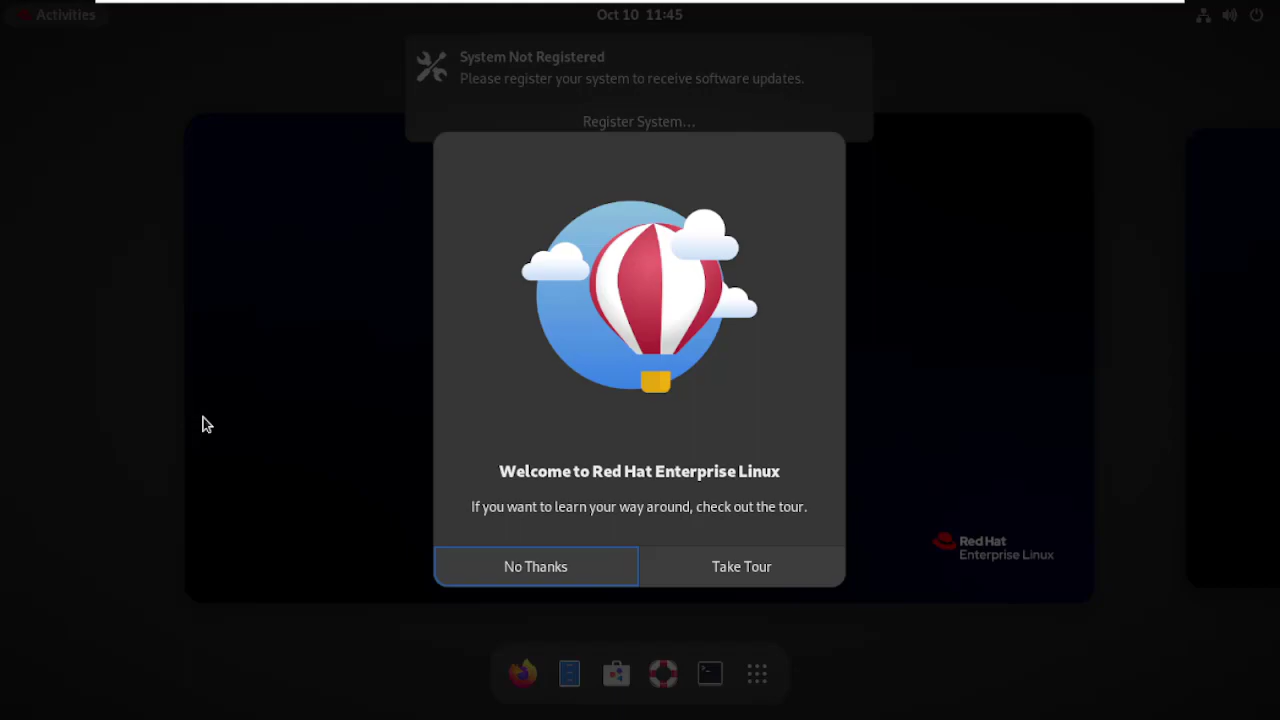 Activities
Oct 10 11:45
System Not Registered
Please register your system to receive software updates.
Register System...
Welcome to Red Hat Enterprise Linux
If you want to learn your way around, check out the tour.
Red Hat
Enterprise Linux
No Thanks
Take Tour